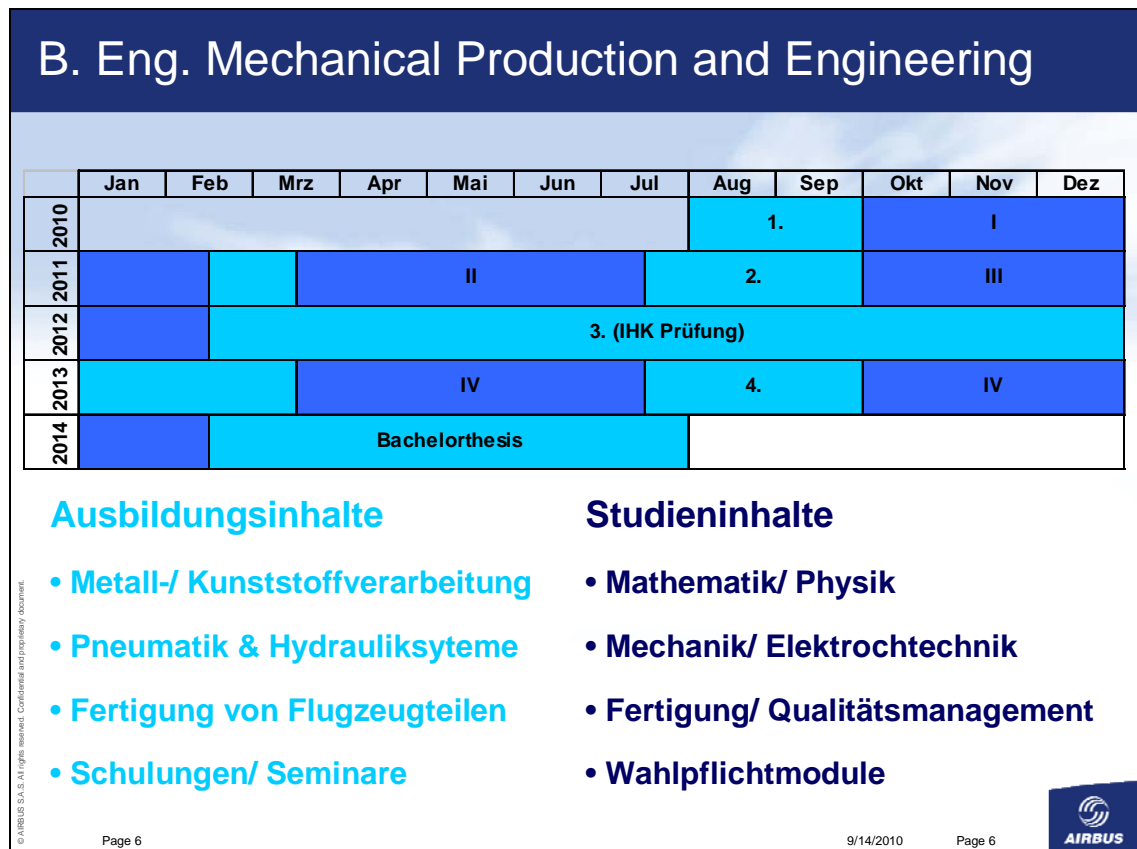 B. Eng. Mechanical Production and Engineering
Jan Feb Mrz Apr Mai Jun Jul Aug Sep Okt Nov Dez
2010 1. I
2011 II 2. III
2012 3. (IHK Prüfung)
2013 IV 4. IV
2014 Bachelorthesis
Ausbildungsinhalte
• Metall-/ Kunststoffverarbeitung
• Pneumatik & Hydrauliksyteme
• Fertigung von Flugzeugteilen
• Schulungen/ Seminare
Studieninhalte
• Mathematik/ Physik
• Mechanik/ Elektrochtechnik
• Fertigung/ Qualitätsmanagement
• Wahlpflichtmodule
© AIRBUS S.A.S. All rights reserved. Confidential and proprietary document.
Page 6
9/14/2010 Page 6
AIRBUS